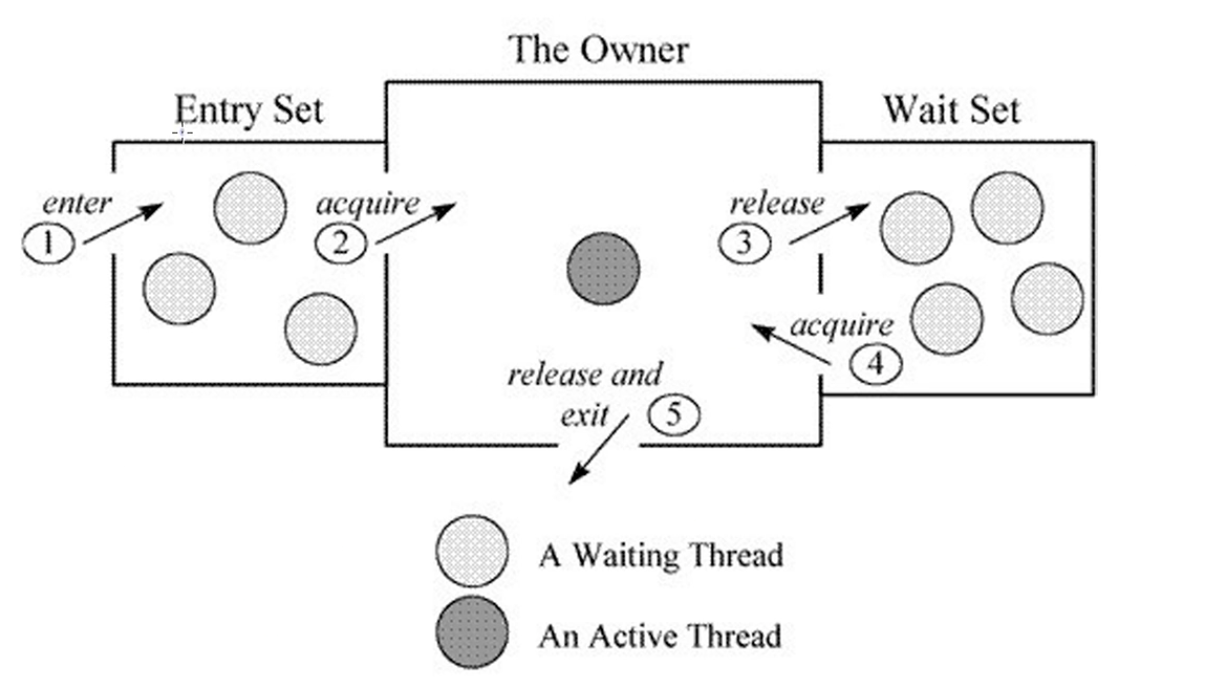 The Owner
Entry Set
Wait Set
enter
1
acquire
2
release
3
acquire
4
release and
exit
5
A Waiting Thread
An Active Thread